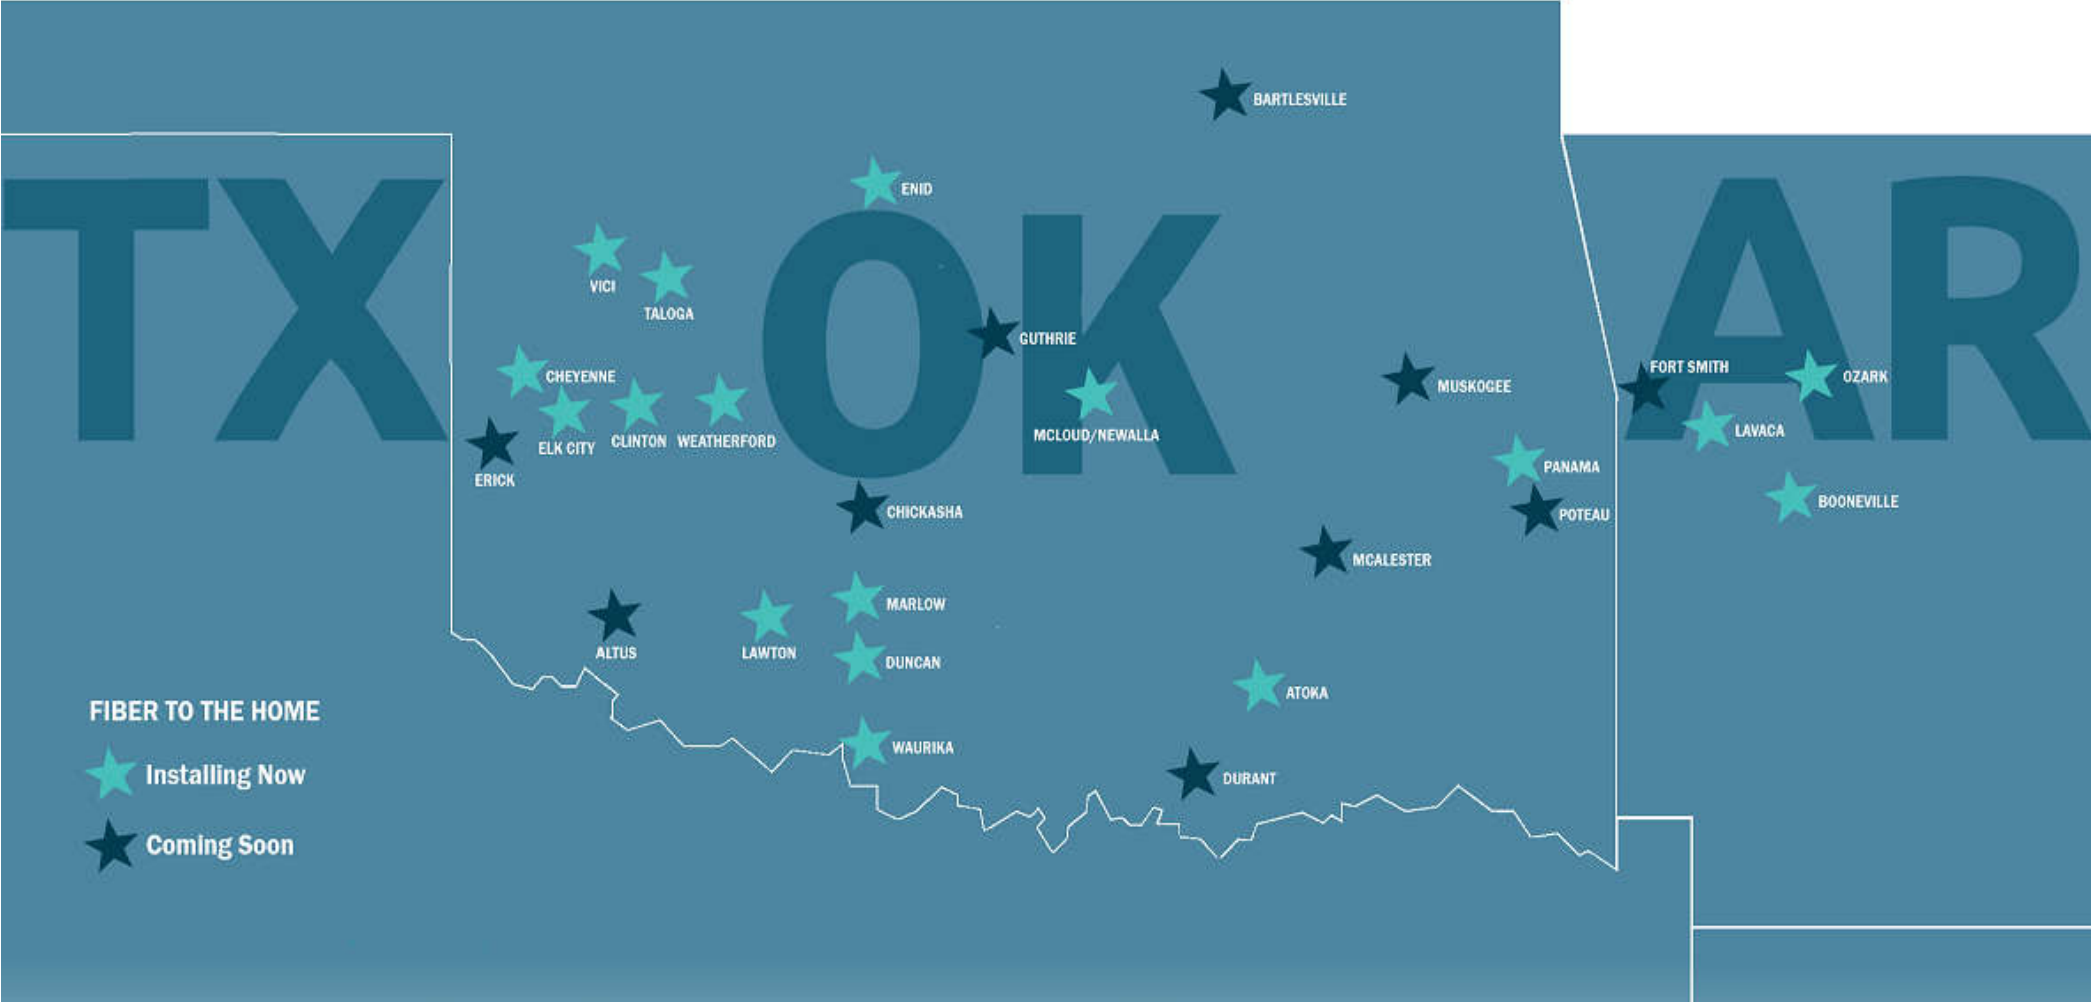 BARTLESVILLE
ENID
TX
OK
AR
VICI
TALOGA
GUTHRIE
FORT SMITH
CHEYENNE
OZARK
MUSKOGEE
LAVACA
MCLOUD/NEWALLA
CLINTON
WEATHERFORD
ELK CITY
PANAMA
ERICK
BOONEVILLE
CHICKASHA
POTEAU
MCALESTER
MARLOW
ALTUS
LAWTON
DUNCAN
ATOKA
FIBER TO THE HOME
WAURIKA
Installing Now
DURANT
Coming Soon